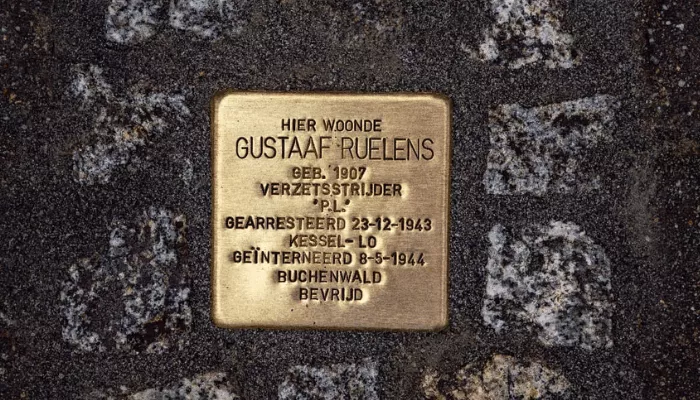 HIER WOONDE
GUSTAAF RUELENS
GEB. 1907
VERZETSSTRIJDER
"P.L."
GEARRESTEERD 23-12-1943
KESSEL-LO
GEÏNTERNEERD 8-5-1944
BUCHENWALD
BEVRIJD